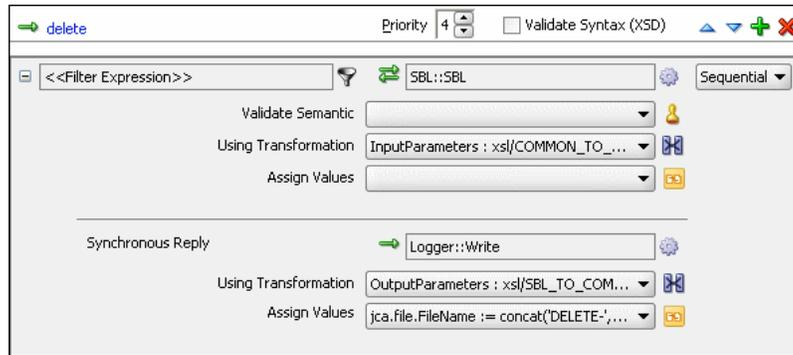 delete Priority 4 Validate Syntax (XSD)
<<Filter Expression>> SBL::SBL Sequential
Validate Semantic
Using Transformation InputParameters : xsl/COMMON_TO_...
Assign Values
Synchronous Reply Logger::Write
Using Transformation OutputParameters : xsl/SBL_TO_COM...
Assign Values jca.file.FileName := concat('DELETE-',...